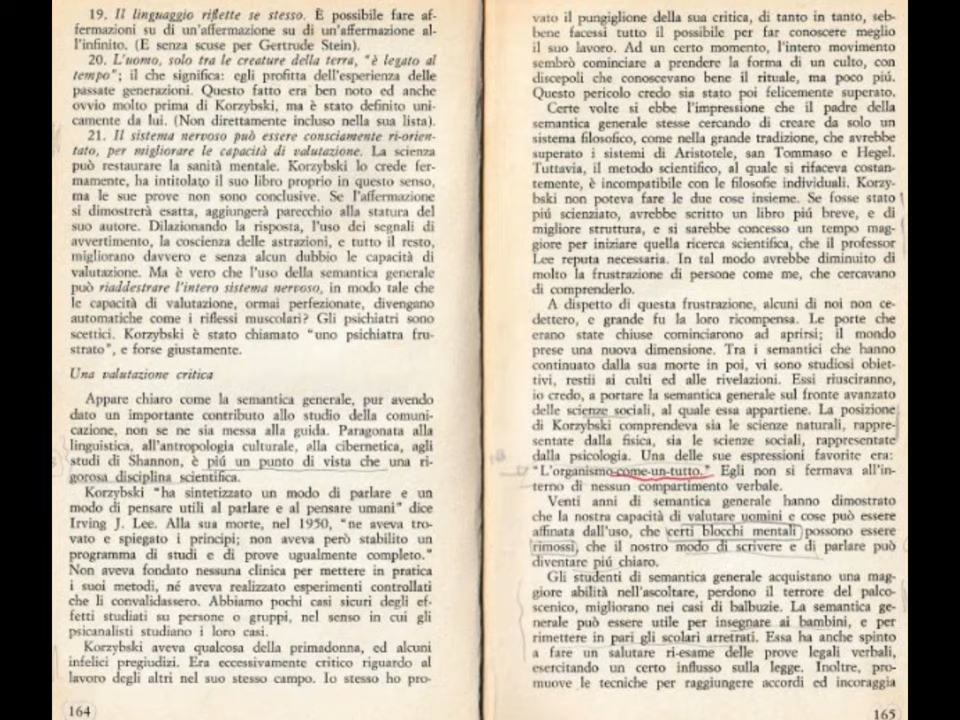 19. Il linguaggio riflette se stesso. È possibile fare af-
fermazioni su di un'affermazione su di un'affermazione al-
l'infinito. (E senza scuse per Gertrude Stein).
20. L'uomo, solo tra le creature della terra, "è legato al
tempo"; il che significa: egli profitta dell'esperienza delle
passate generazioni. Questo fatto era ben noto ed anche
ovvio molto prima di Korzybski, ma è stato definito uni-
camente da lui. (Non direttamente incluso nella sua lista).
21. Il sistema nervoso può essere consciamente ri-orien-
tato, per migliorare le capacità di valutazione. La scienza
può restaurare la sanità mentale. Korzybski lo crede fer-
mamente, ha intitolato il suo libro proprio in questo senso,
ma le sue prove non sono conclusive. Se l'affermazione
si dimostrerà esatta, aggiungerà parecchio alla statura del
suo autore. Dilazionando la risposta, l'uso dei segnali di
avvertimento, la coscienza delle astrazioni, e tutto il resto,
migliorano davvero e senza alcun dubbio le capacità di
valutazione. Ma è vero che l'uso della semantica generale
può riaddestrare l'intero sistema nervoso, in modo tale che
le capacità di valutazione, ormai perfezionate, divengano
automatiche come i riflessi muscolari? Gli psichiatri sono
scettici. Korzybski è stato chiamato "uno psichiatra fru-
strato", e forse giustamente.
Una valutazione critica
Appare chiaro come la semantica generale, pur avendo
dato un importante contributo allo studio della comuni-
cazione, non se ne sia messa alla guida. Paragonata alla
linguistica, all'antropologia culturale, alla cibernetica, agli
studi di Shannon, è piú un punto di vista che una ri-
gorosa disciplina scientifica.
Korzybski "ha sintetizzato un modo di parlare e un
modo di pensare utili al parlare e al pensare umani" dice
Irving J. Lee. Alla sua morte, nel 1950, "ne aveva tro-
vato e spiegato i principi; non aveva però stabilito un
programma di studi e di prove ugualmente completo."
Non aveva fondato nessuna clinica per mettere in pratica
i suoi metodi, né aveva realizzato esperimenti controllati
che li convalidassero. Abbiamo pochi casi sicuri degli ef-
fetti studiati su persone o gruppi, nel senso in cui gli
psicanalisti studiano i loro casi.
Korzybski aveva qualcosa della primadonna, ed alcuni
infelici pregiudizi. Era eccessivamente critico riguardo al
lavoro degli altri nel suo stesso campo. Io stesso ho pro-
164
vato il pungiglione della sua critica, di tanto in tanto, seb-
bene facessi tutto il possibile per far conoscere meglio
il suo lavoro. Ad un certo momento, l'intero movimento
sembrò cominciare a prendere la forma di un culto, con
discepoli che conoscevano bene il rituale, ma poco piú.
Questo pericolo credo sia stato poi felicemente superato.
Certe volte si ebbe l'impressione che il padre della
semantica generale stesse cercando di creare da solo un
sistema filosofico, come nella grande tradizione, che avrebbe
superato i sistemi di Aristotele, san Tommaso e Hegel.
Tuttavia, il metodo scientifico, al quale si rifaceva costan-
temente, è incompatibile con le filosofie individuali. Korzy-
bski non poteva fare le due cose insieme. Se fosse stato
piú scienziato, avrebbe scritto un libro piú breve, e di
migliore struttura, e si sarebbe concesso un tempo mag-
giore per iniziare quella ricerca scientifica, che il professor
Lee reputa necessaria. In tal modo avrebbe diminuito di
molto la frustrazione di persone come me, che cercavano
di comprenderlo.
A dispetto di questa frustrazione, alcuni di noi non ce-
dettero, e grande fu la loro ricompensa. Le porte che
erano state chiuse cominciarono ad aprirsi; il mondo
prese una nuova dimensione. Tra i semantici che hanno
continuato dalla sua morte in poi, vi sono studiosi obiet-
tivi, restii ai culti ed alle rivelazioni. Essi riusciranno,
io credo, a portare la semantica generale sul fronte avanzato
delle scienze sociali, al quale essa appartiene. La posizione
di Korzybski comprendeva sia le scienze naturali, rappre-
sentate dalla fisica, sia le scienze sociali, rappresentate
dalla psicologia. Una delle sue espressioni favorite era:
"L'organismo-come-un-tutto." Egli non si fermava all'in-
terno di nessun compartimento verbale.
Venti anni di semantica generale hanno dimostrato
che la nostra capacità di valutare uomini e cose può essere
affinata dall'uso, che certi blocchi mentali possono essere
rimossi, che il nostro modo di scrivere e di parlare può
diventare piú chiaro.
Gli studenti di semantica generale acquistano una mag-
giore abilità nell'ascoltare, perdono il terrore del palco-
scenico, migliorano nei casi di balbuzie. La semantica ge-
nerale può essere utile per insegnare ai bambini, e per
rimettere in pari gli scolari arretrati. Essa ha anche spinto
a fare un salutare ri-esame delle prove legali verbali,
esercitando un certo influsso sulla legge. Inoltre, pro-
muove le tecniche per raggiungere accordi ed incoraggia
165